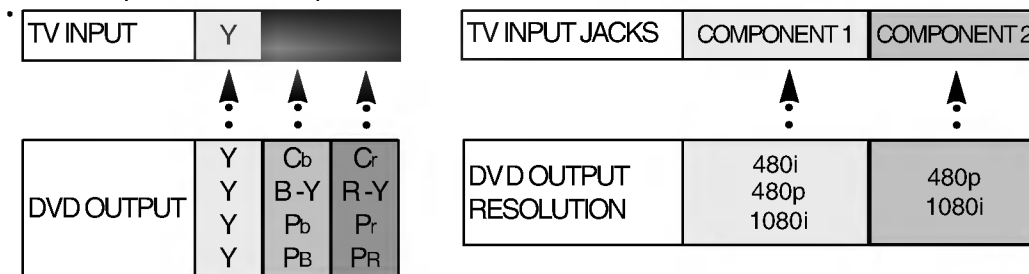 TV INPUT Y
DVD OUTPUT
Y Cb Cr
Y B-Y R-Y
Y Pb Pr
Y PB PR
TV INPUT JACKS COMPONENT 1 COMPONENT 2
DVD OUTPUT
RESOLUTION
480i
480p
1080i
480p
1080i